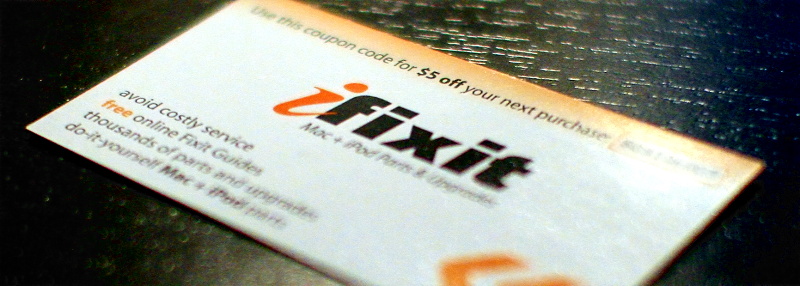 Use this coupon code for $5 off your next purchase:
ifixit
Mac + iPod Parts & Upgrades
avoid costly service
free online Fixit Guides
thousands of parts and upgrades
do-it-yourself Mac + iPod parts